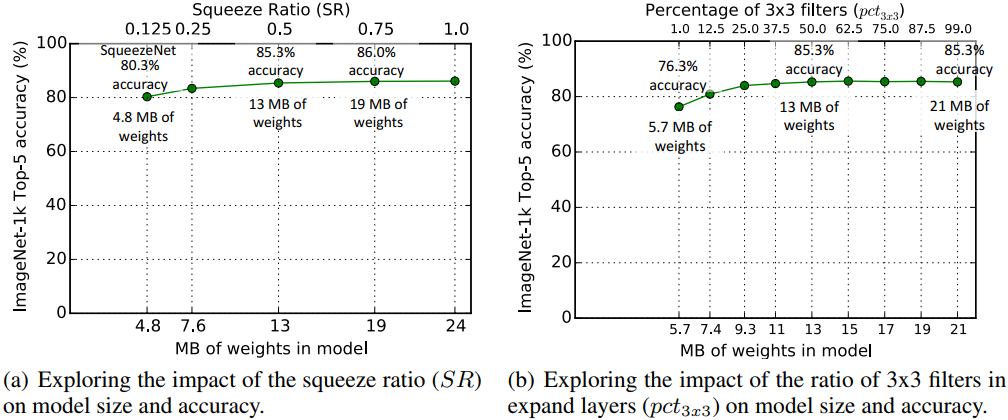 Squeeze Ratio (SR)
0.125 0.25 0.5 0.75 1.0
100
80
60
40
20
0
ImageNet-1k Top-5 accuracy (%)
SqueezeNet
80.3%
accuracy
4.8 MB of
weights
85.3%
accuracy
13 MB of
weights
86.0%
accuracy
19 MB of
weights
4.8 7.6 13 19 24
MB of weights in model
(a) Exploring the impact of the squeeze ratio (SR)
on model size and accuracy.
Percentage of 3x3 filters (pct3x3)
1.0 12.5 25.0 37.5 50.0 62.5 75.0 87.5 99.0
100
80
60
40
20
0
ImageNet-1k Top-5 accuracy (%)
76.3%
accuracy
5.7 MB of
weights
85.3%
accuracy
13 MB of
weights
85.3%
accuracy
21 MB of
weights
5.7 7.4 9.3 11 13 15 17 19 21
MB of weights in model
(b) Exploring the impact of the ratio of 3x3 filters in
expand layers (pct3x3) on model size and accuracy.